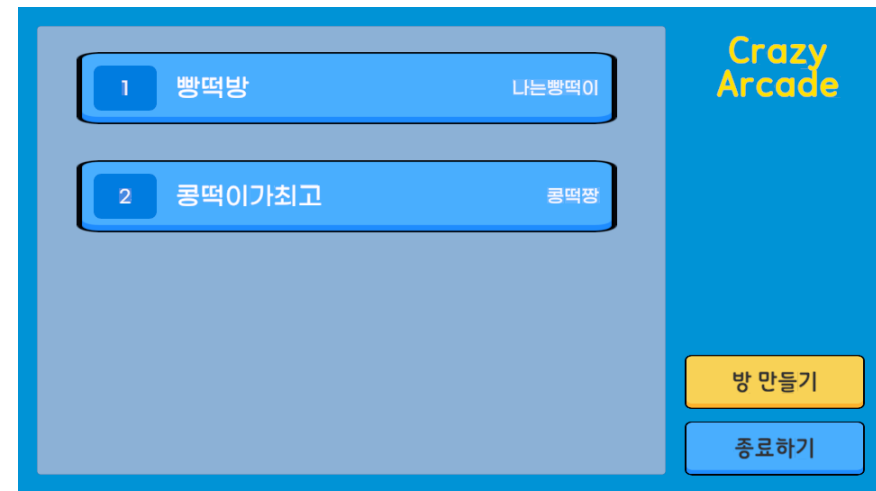 1 빵떡방 나는빵떡이
2 콩떡이가최고 콩떡짱
Crazy
Arcade
방 만들기
종료하기